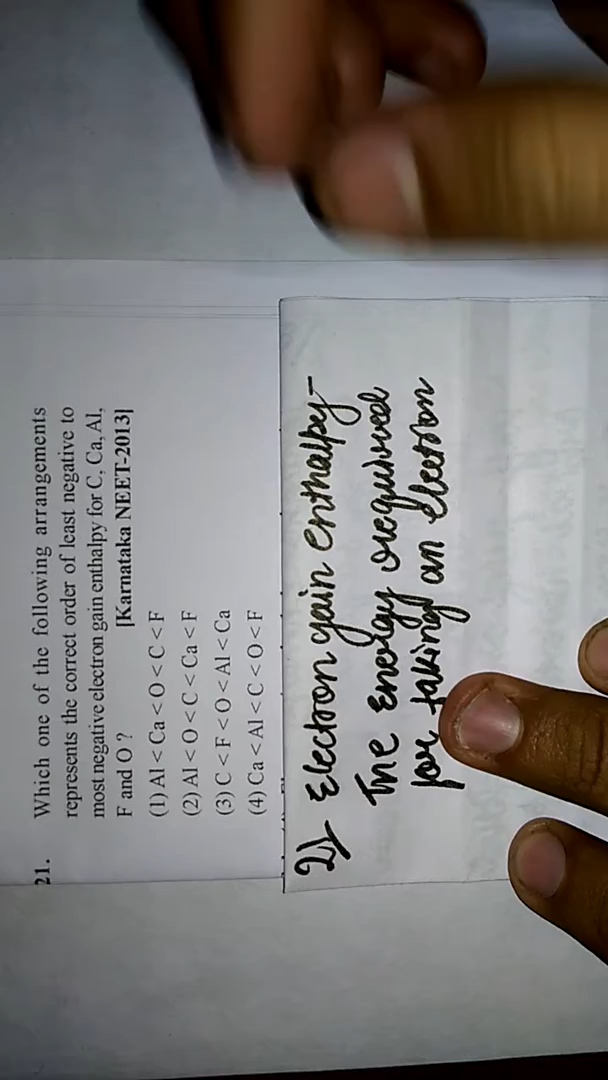 21. Which one of the following arrangements
represents the correct order of least negative to
most negative electron gain enthalpy for C, Ca, Al,
F and O ? [Karnataka NEET-2013]
(1) Al < Ca < O < C < F
(2) Al < O < C < Ca < F
(3) C < F < O < Al < Ca
(4) Ca < Al < C < O < F
2) Electron gain enthalpy-
The energy required
for taking an electron